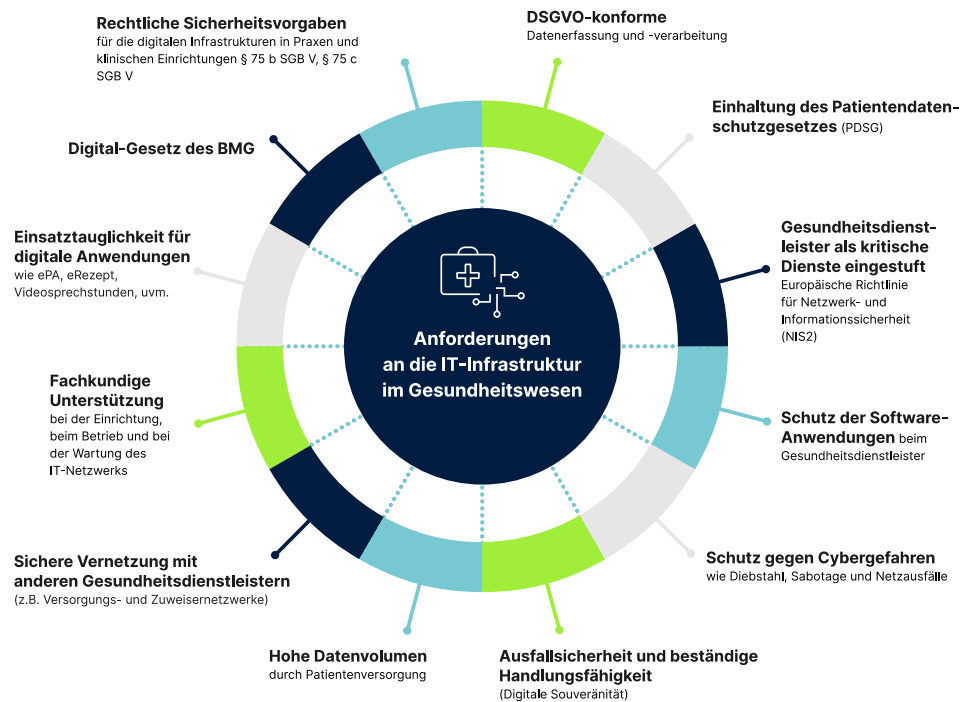 Rechtliche Sicherheitsvorgaben
für die digitalen Infrastrukturen in Praxen und
klinischen Einrichtungen § 75 b SGB V, § 75 c
SGB V
DSGVO-konforme
Datenerfassung und -verarbeitung
Einhaltung des Patientendaten-
schutzgesetzes (PDSG)
Gesundheitsdienst-
leister als kritische
Dienste eingestuft
Europäische Richtlinie
für Netzwerk- und
Informationssicherheit
(NIS2)
Schutz der Software-
Anwendungen beim
Gesundheitsdienstleister
Schutz gegen Cybergefahren
wie Diebstahl, Sabotage und Netzausfälle
Ausfallsicherheit und beständige
Handlungsfähigkeit
(Digitale Souveränität)
Hohe Datenvolumen
durch Patientenversorgung
Sichere Vernetzung mit
anderen Gesundheitsdienstleistern
(z.B. Versorgungs- und Zuweisernetzwerke)
Fachkundige
Unterstützung
bei der Einrichtung,
beim Betrieb und bei
der Wartung des
IT-Netzwerks
Einsatztauglichkeit für
digitale Anwendungen
wie ePA, eRezept,
Videosprechstunden, uvm.
Digital-Gesetz des BMG
Anforderungen
an die IT-Infrastruktur
im Gesundheitswesen